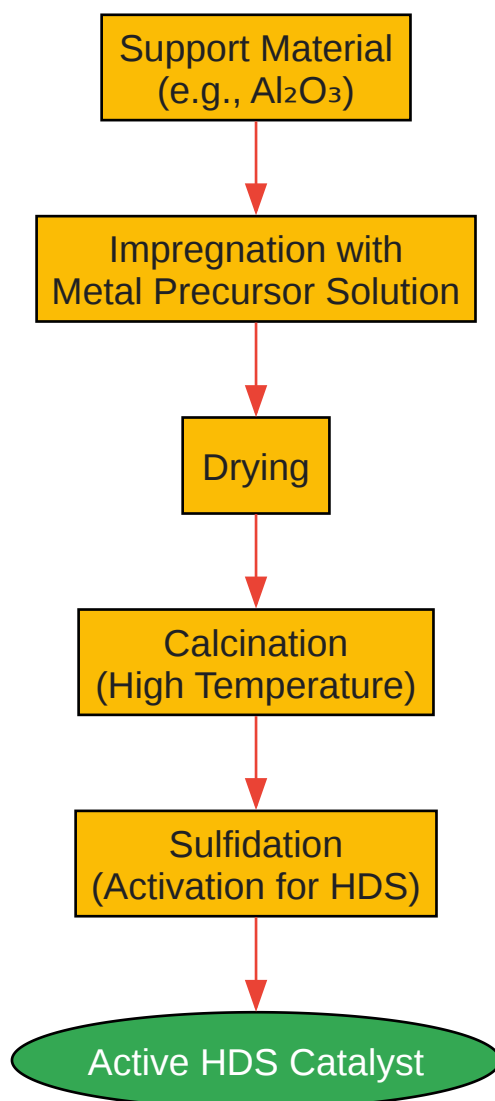 Support Material
(e.g., Al₂O₃)
Impregnation with
Metal Precursor Solution
Drying
Calcination
(High Temperature)
Sulfidation
(Activation for HDS)
Active HDS Catalyst